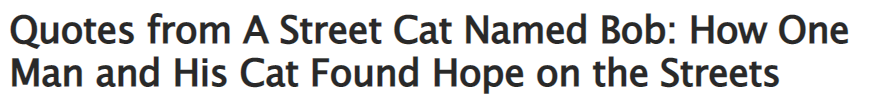 Quotes from A Street Cat Named Bob: How One
Man and His Cat Found Hope on the Streets